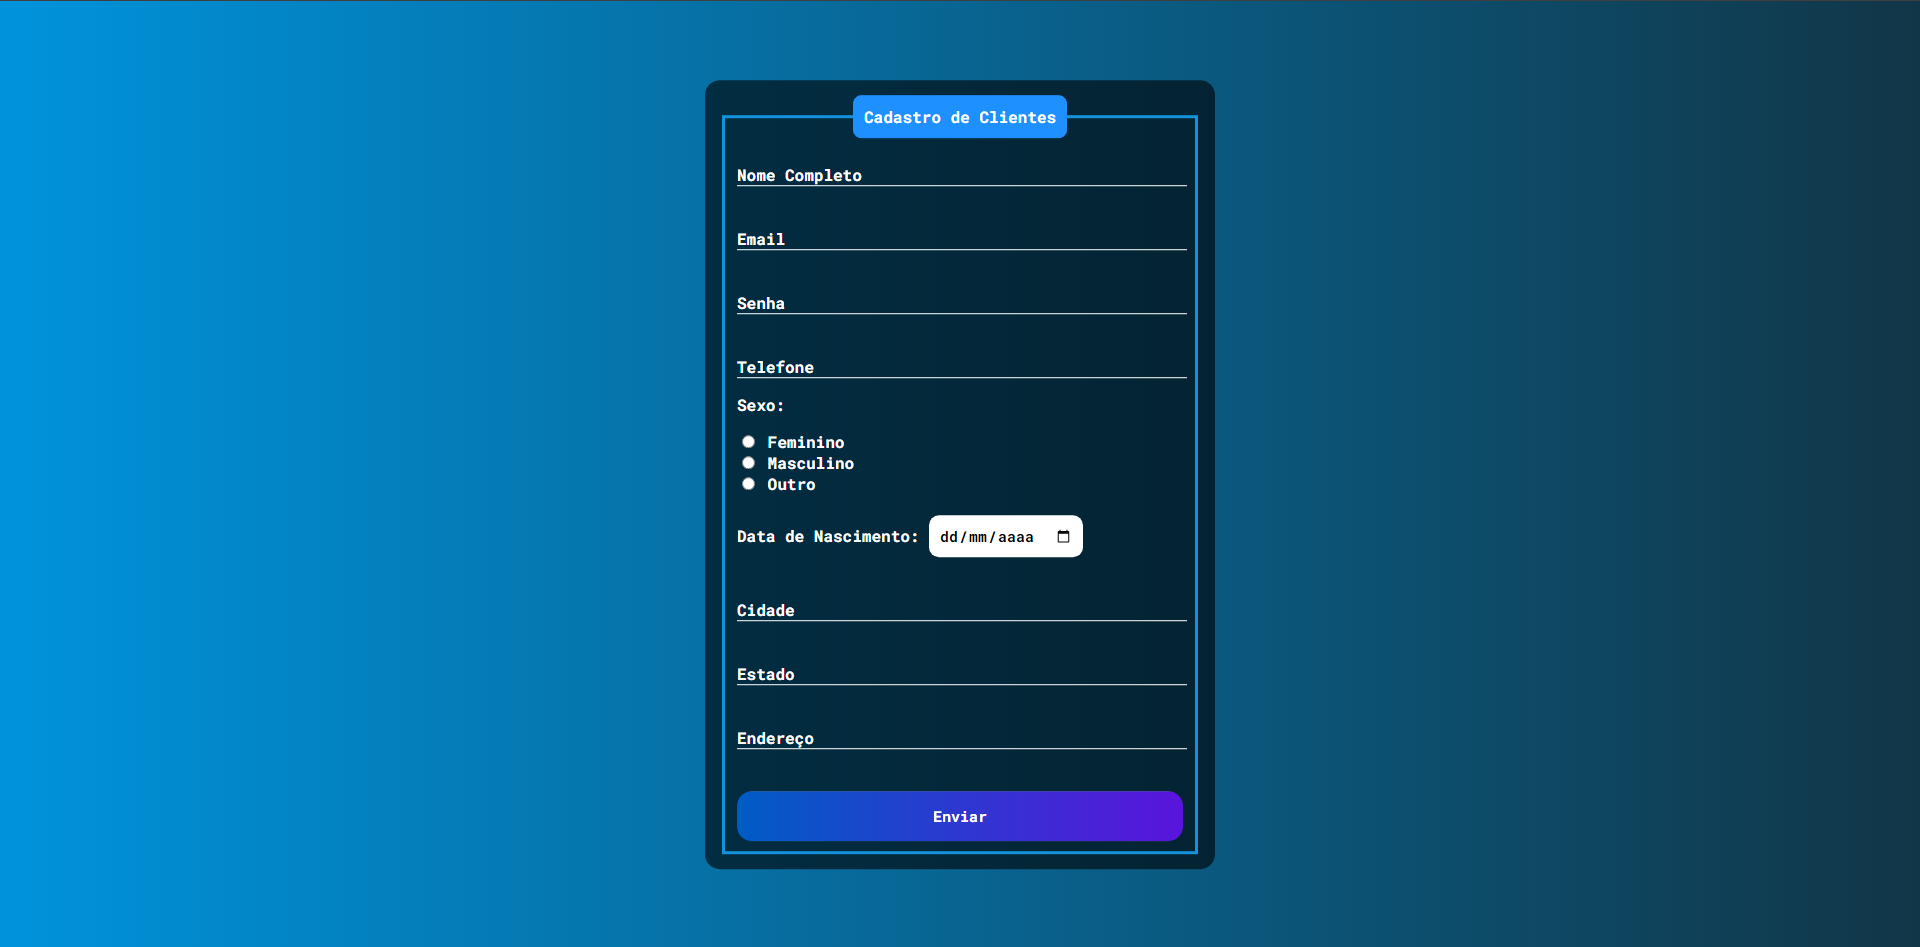 Cadastro de Clientes
Nome Completo
Email
Senha
Telefone
Sexo:
Feminino
Masculino
Outro
Data de Nascimento: dd/mm/aaaa
Cidade
Estado
Endereço
Enviar